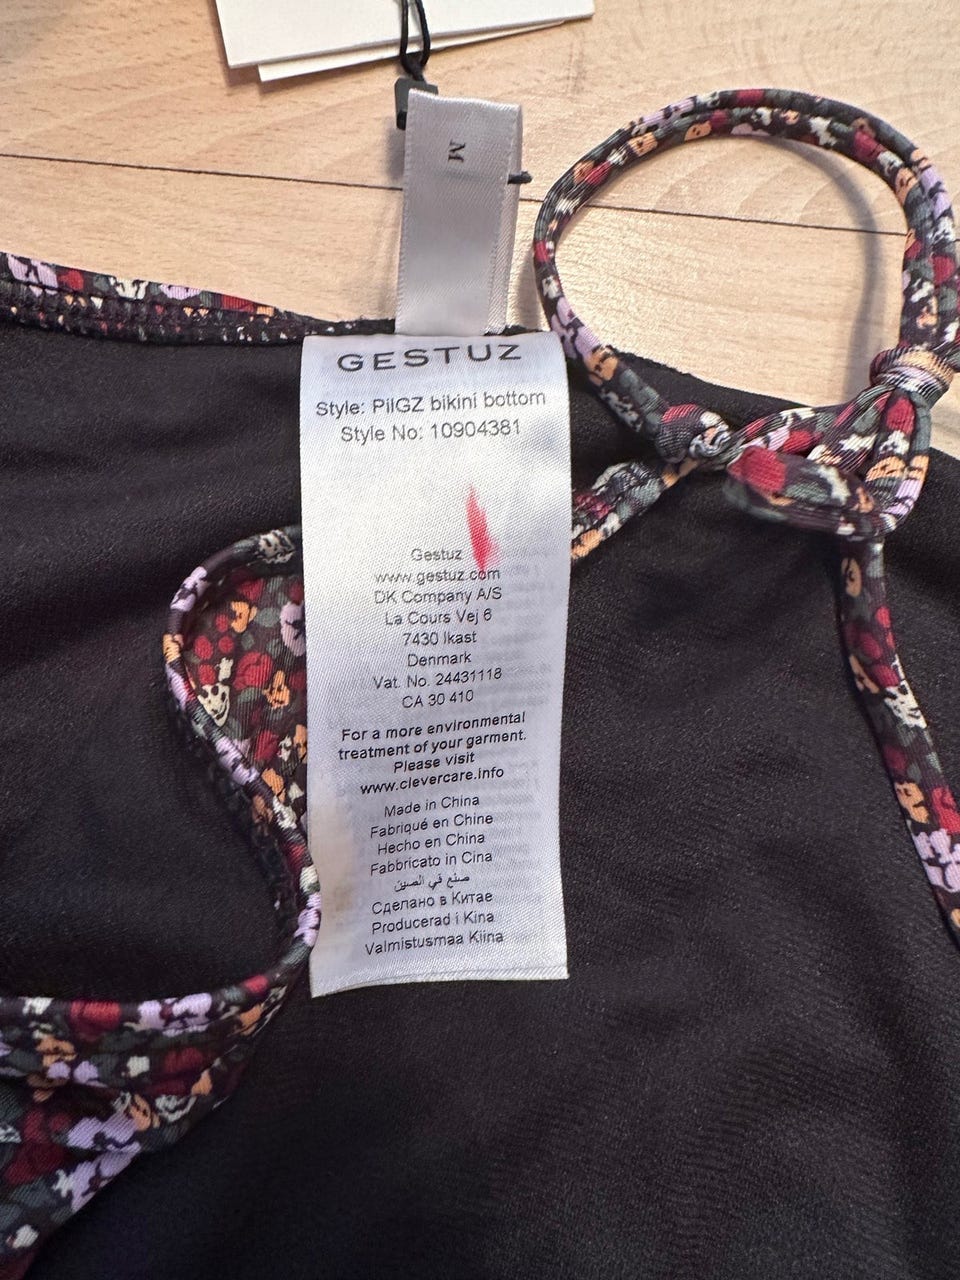 M
GESTUZ
Style: PilGZ bikini bottom
Style No: 10904381
Gestuz
www.gestuz.com
DK Company A/S
La Cours Vej 6
7430 Ikast
Denmark
Vat. No. 24431118
CA 30 410
For a more environmental
treatment of your garment.
Please visit
www.clevercare.info
Made in China
Fabriqué en Chine
Hecho en China
Fabbricato in Cina
صنع في الصين
Сделано в Китае
Producerad i Kina
Valmistusmaa Kiina